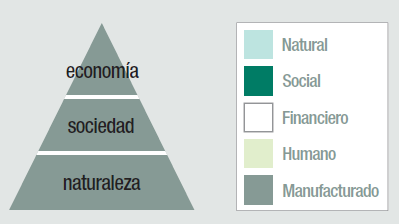 economía
sociedad
naturaleza
Natural
Social
Financiero
Humano
Manufacturado